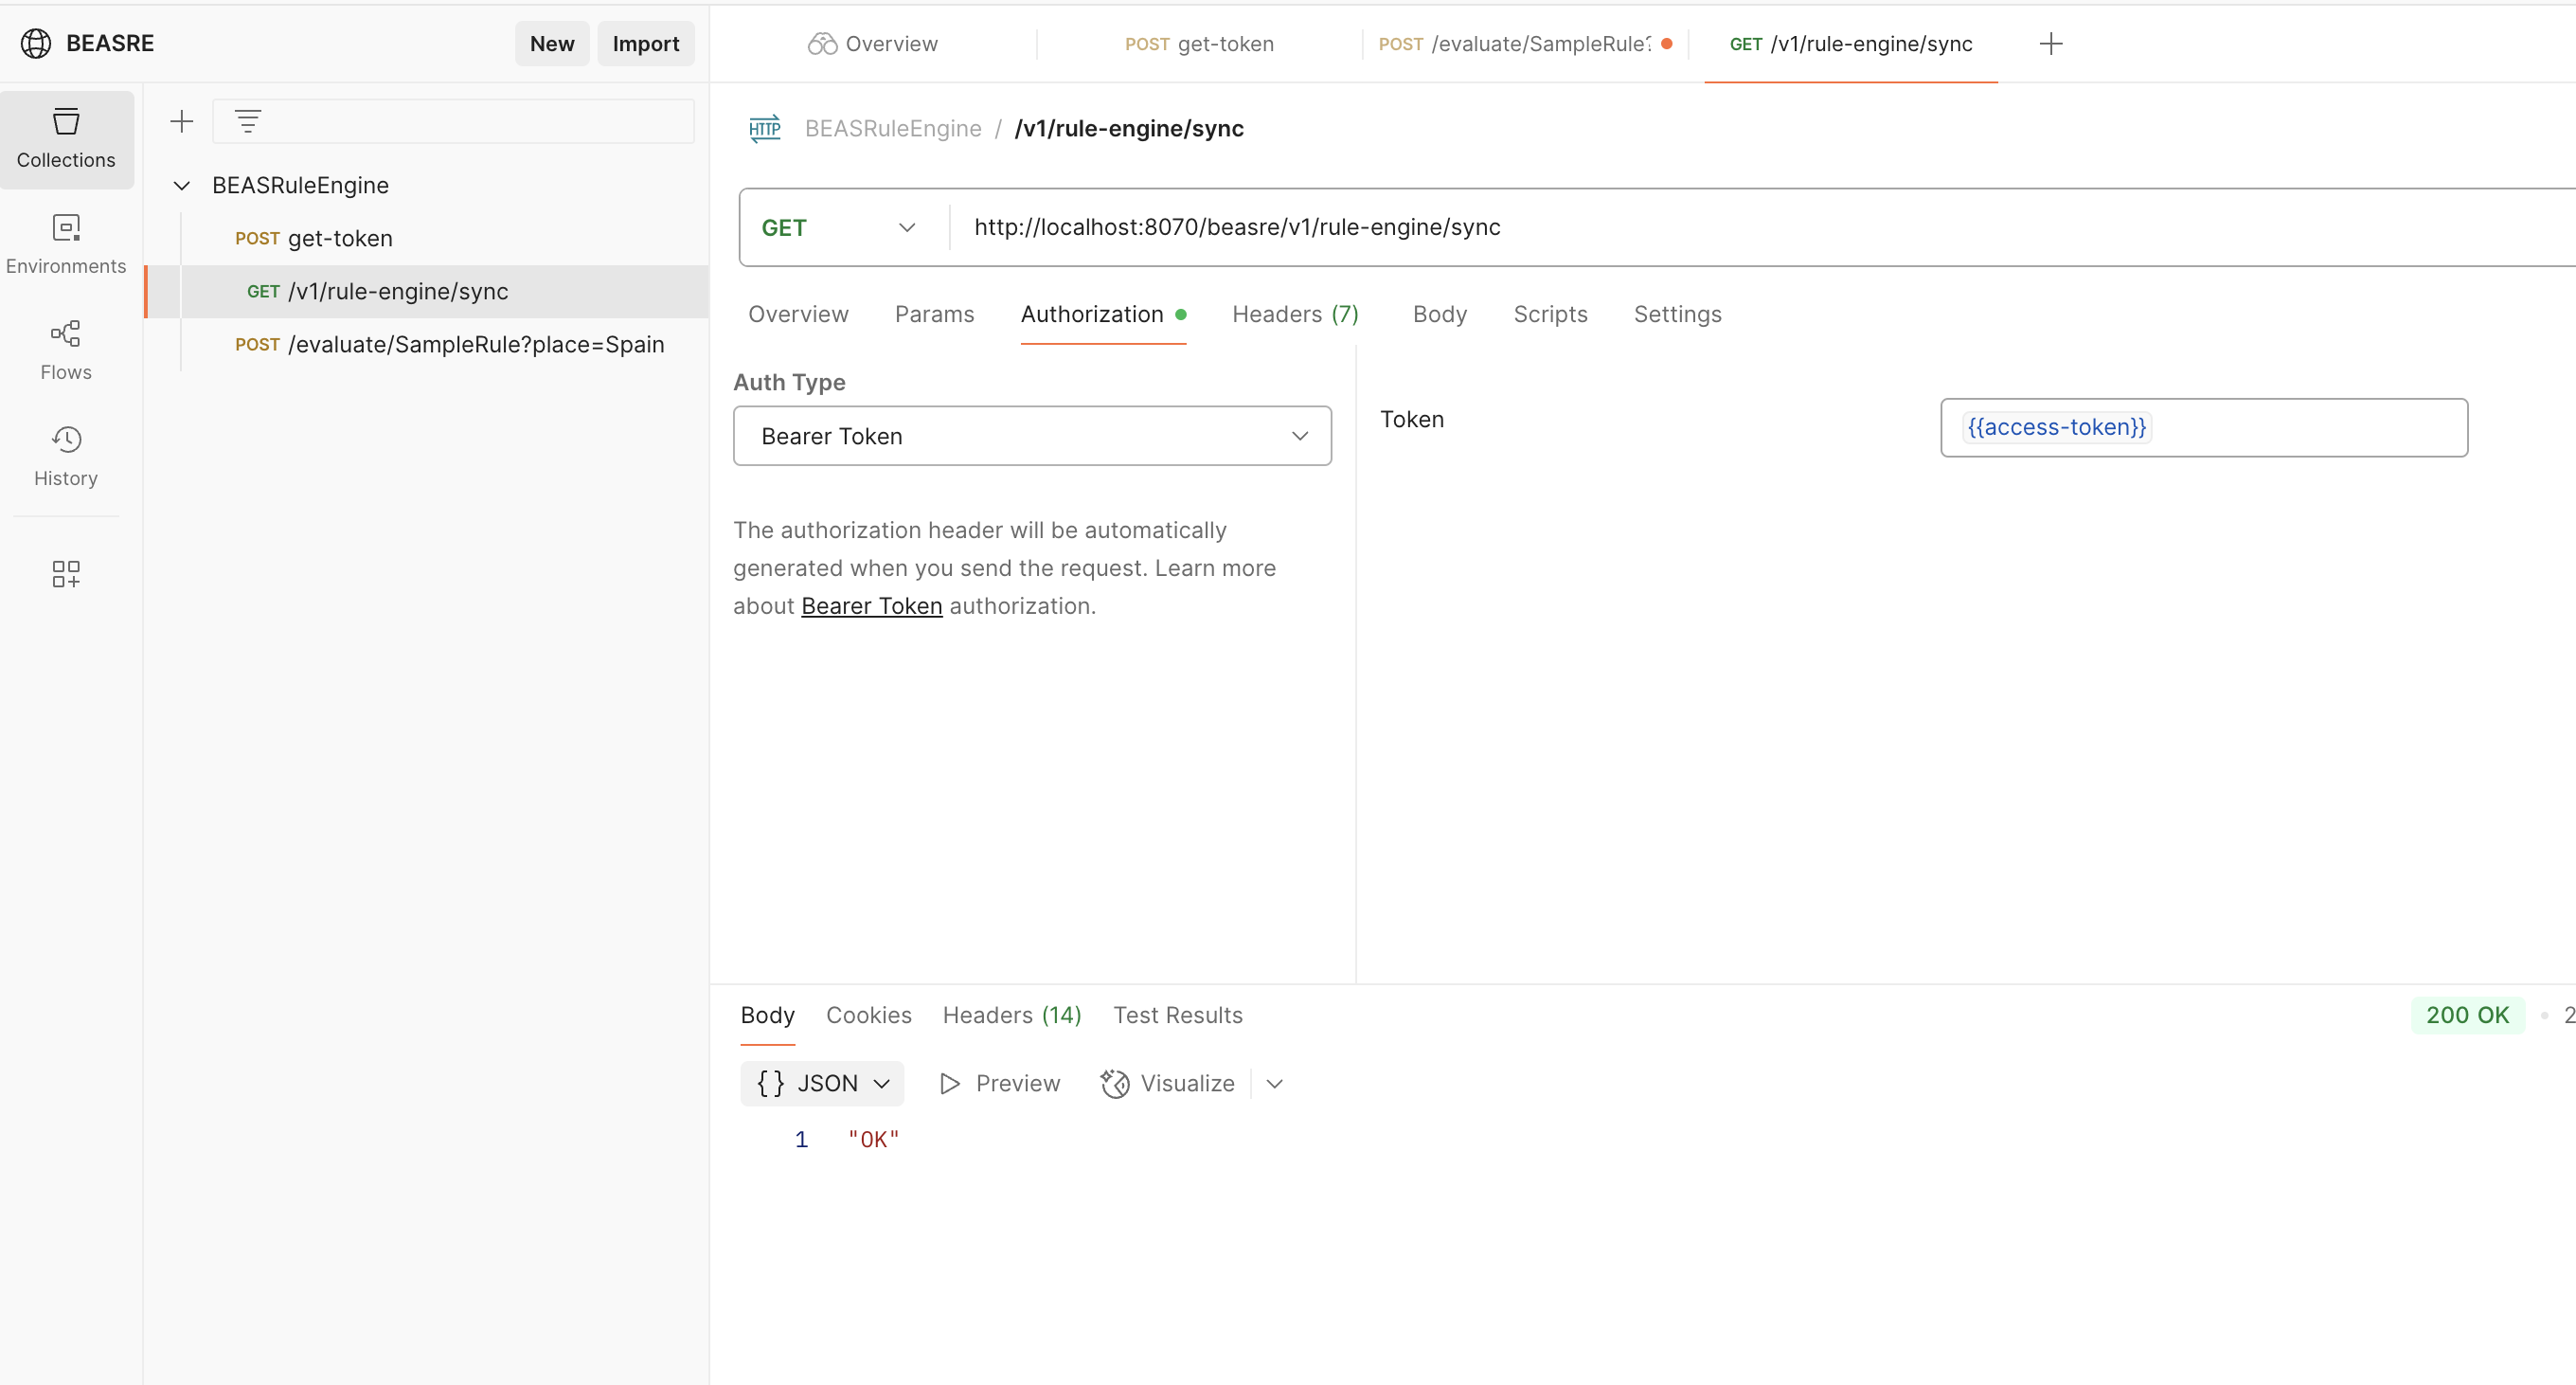 BEASRE
New
Import
Overview
POST get-token
POST /evaluate/SampleRule?
GET /v1/rule-engine/sync
Collections
Environments
Flows
History
BEASRuleEngine
POST get-token
GET /v1/rule-engine/sync
POST /evaluate/SampleRule?place=Spain
HTTP
BEASRuleEngine / /v1/rule-engine/sync
GET
http://localhost:8070/beasre/v1/rule-engine/sync
Overview
Params
Authorization
Headers (7)
Body
Scripts
Settings
Auth Type
Bearer Token
The authorization header will be automatically
generated when you send the request. Learn more
about Bearer Token authorization.
Token
{{access-token}}
Body
Cookies
Headers (14)
Test Results
200 OK
2
{} JSON
Preview
Visualize
1 "OK"